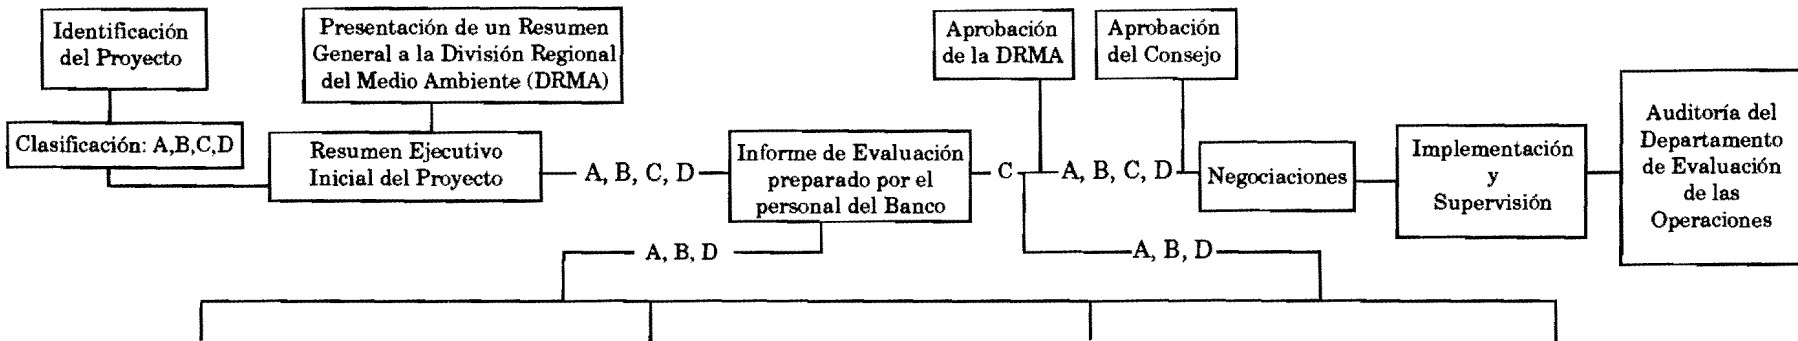 Identificación
del Proyecto
Presentación de un Resumen
General a la División Regional
del Medio Ambiente (DRMA)
Aprobación
de la DRMA
Aprobación
del Consejo
Clasificación: A,B,C,D
Resumen Ejecutivo
Inicial del Proyecto
A, B, C, D
Informe de Evaluación
preparado por el
personal del Banco
C
A, B, C, D
Negociaciones
Implementación
y
Supervisión
Auditoría del
Departamento
de Evaluación
de las
Operaciones
A, B, D
A, B, D